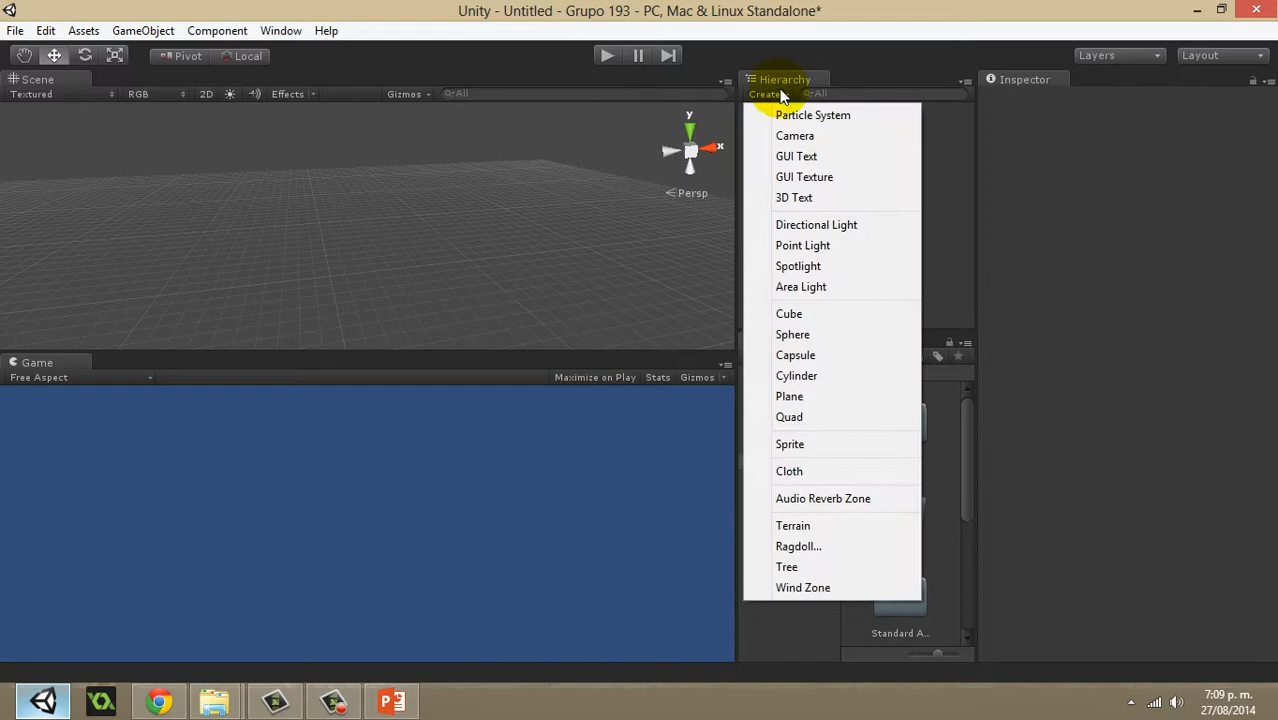 Unity - Untitled - Grupo 193 - PC, Mac & Linux Standalone*
File Edit Assets GameObject Component Window Help
Pivot Local Layers Layout
Scene Hierarchy Inspector
Textured RGB 2D Effects Gizmos All Create All
Particle System
Camera
GUI Text
GUI Texture
3D Text
Directional Light
Point Light
Spotlight
Area Light
Cube
Sphere
Capsule
Cylinder
Plane
Quad
Sprite
Cloth
Audio Reverb Zone
Terrain
Ragdoll...
Tree
Wind Zone
y
x
Persp
Game
Free Aspect Maximize on Play Stats Gizmos
Standard A...
7:09 p. m.
27/08/2014